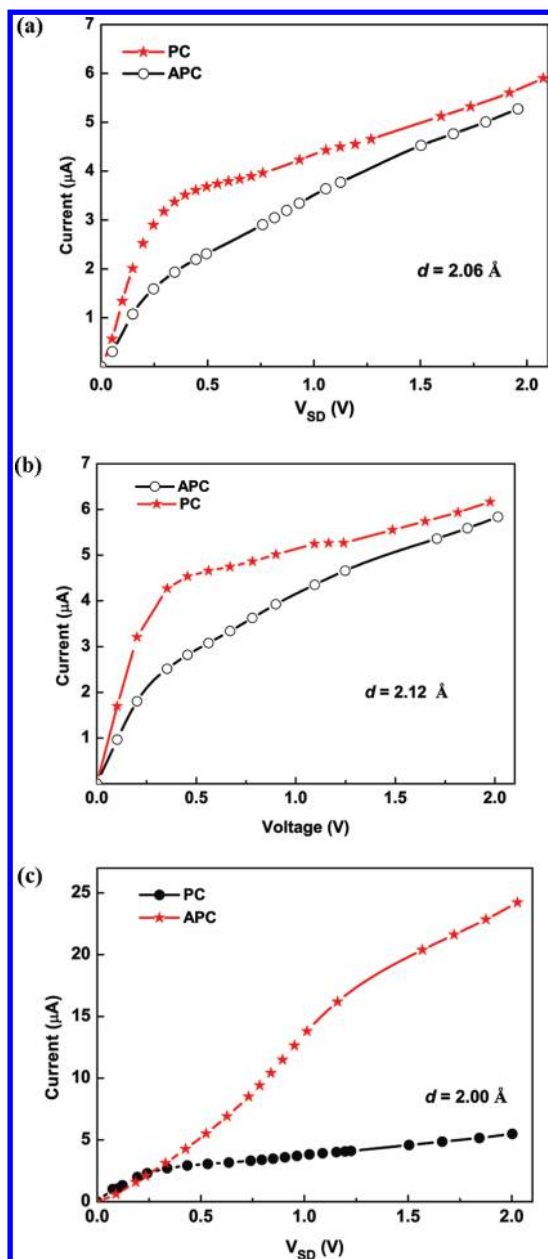 (a)
PC
APC
7
6
5
4
3
2
1
Current (μA)
d = 2.06 Å
0.0 0.5 1.0 1.5 2.0
V_SD (V)
(b)
7
6
5
4
3
2
1
Current (μA)
APC
PC
d = 2.12 Å
0.0 0.5 1.0 1.5 2.0
Voltage (V)
(c)
25
20
15
10
5
0
Current (μA)
PC
APC
d = 2.00 Å
0.0 0.5 1.0 1.5 2.0
V_SD (V)